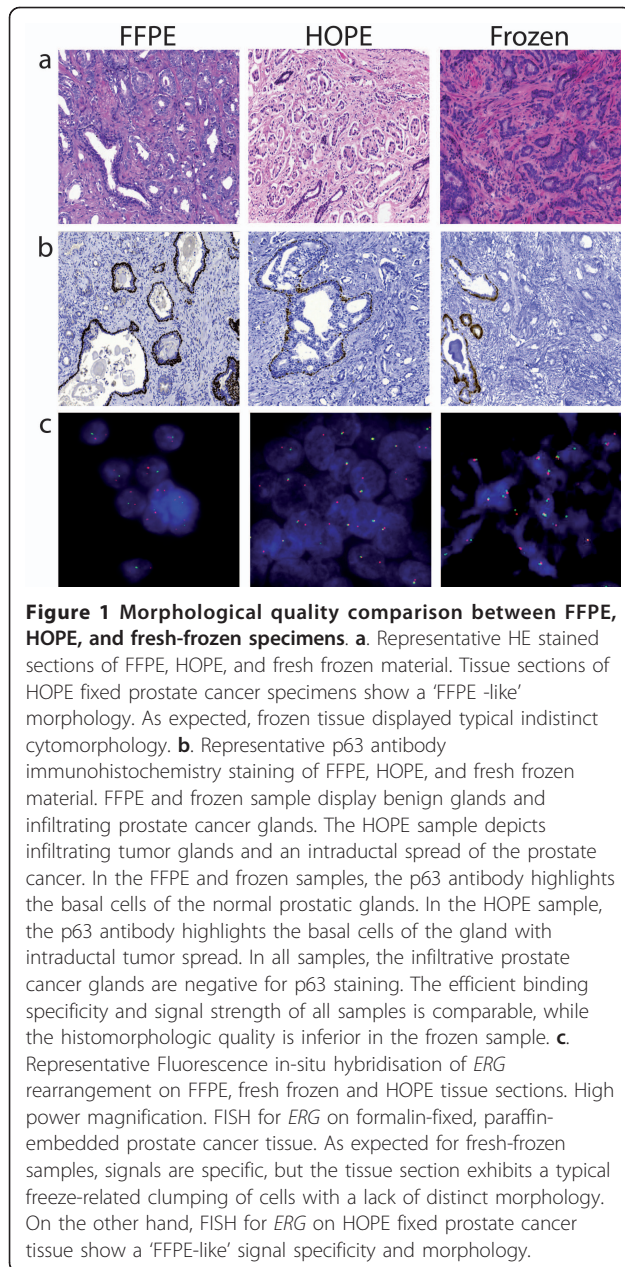 FFPE HOPE Frozen
a
b
c
Figure 1 Morphological quality comparison between FFPE,
HOPE, and fresh-frozen specimens. a. Representative HE stained
sections of FFPE, HOPE, and fresh frozen material. Tissue sections of
HOPE fixed prostate cancer specimens show a ‘FFPE -like’
morphology. As expected, frozen tissue displayed typical indistinct
cytomorphology. b. Representative p63 antibody
immunohistochemistry staining of FFPE, HOPE, and fresh frozen
material. FFPE and frozen sample display benign glands and
infiltrating prostate cancer glands. The HOPE sample depicts
infiltrating tumor glands and an intraductal spread of the prostate
cancer. In the FFPE and frozen samples, the p63 antibody highlights
the basal cells of the normal prostatic glands. In the HOPE sample,
the p63 antibody highlights the basal cells of the gland with
intraductal tumor spread. In all samples, the infiltrative prostate
cancer glands are negative for p63 staining. The efficient binding
specificity and signal strength of all samples is comparable, while
the histomorphologic quality is inferior in the frozen sample. c.
Representative Fluorescence in-situ hybridisation of ERG
rearrangement on FFPE, fresh frozen and HOPE tissue sections. High
power magnification. FISH for ERG on formalin-fixed, paraffin-
embedded prostate cancer tissue. As expected for fresh-frozen
samples, signals are specific, but the tissue section exhibits a typical
freeze-related clumping of cells with a lack of distinct morphology.
On the other hand, FISH for ERG on HOPE fixed prostate cancer
tissue show a ‘FFPE-like’ signal specificity and morphology.